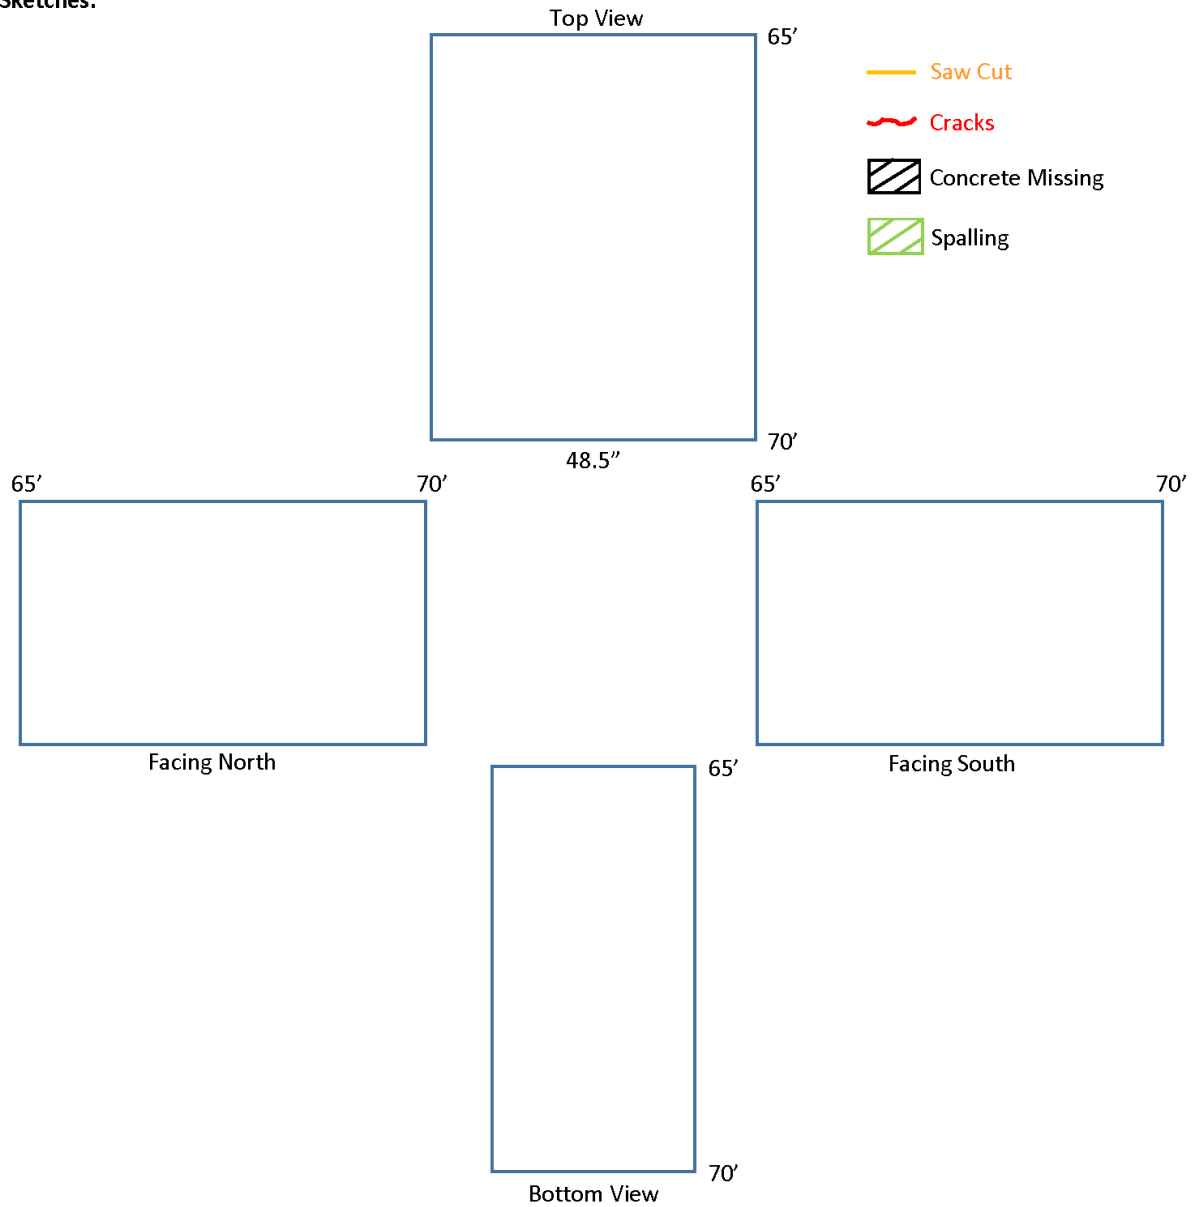 Sketches:
Top View
65’
Saw Cut
Cracks
Concrete Missing
Spalling
70’
48.5”
65’
70’
65’
70’
Facing North
Facing South
65’
70’
Bottom View